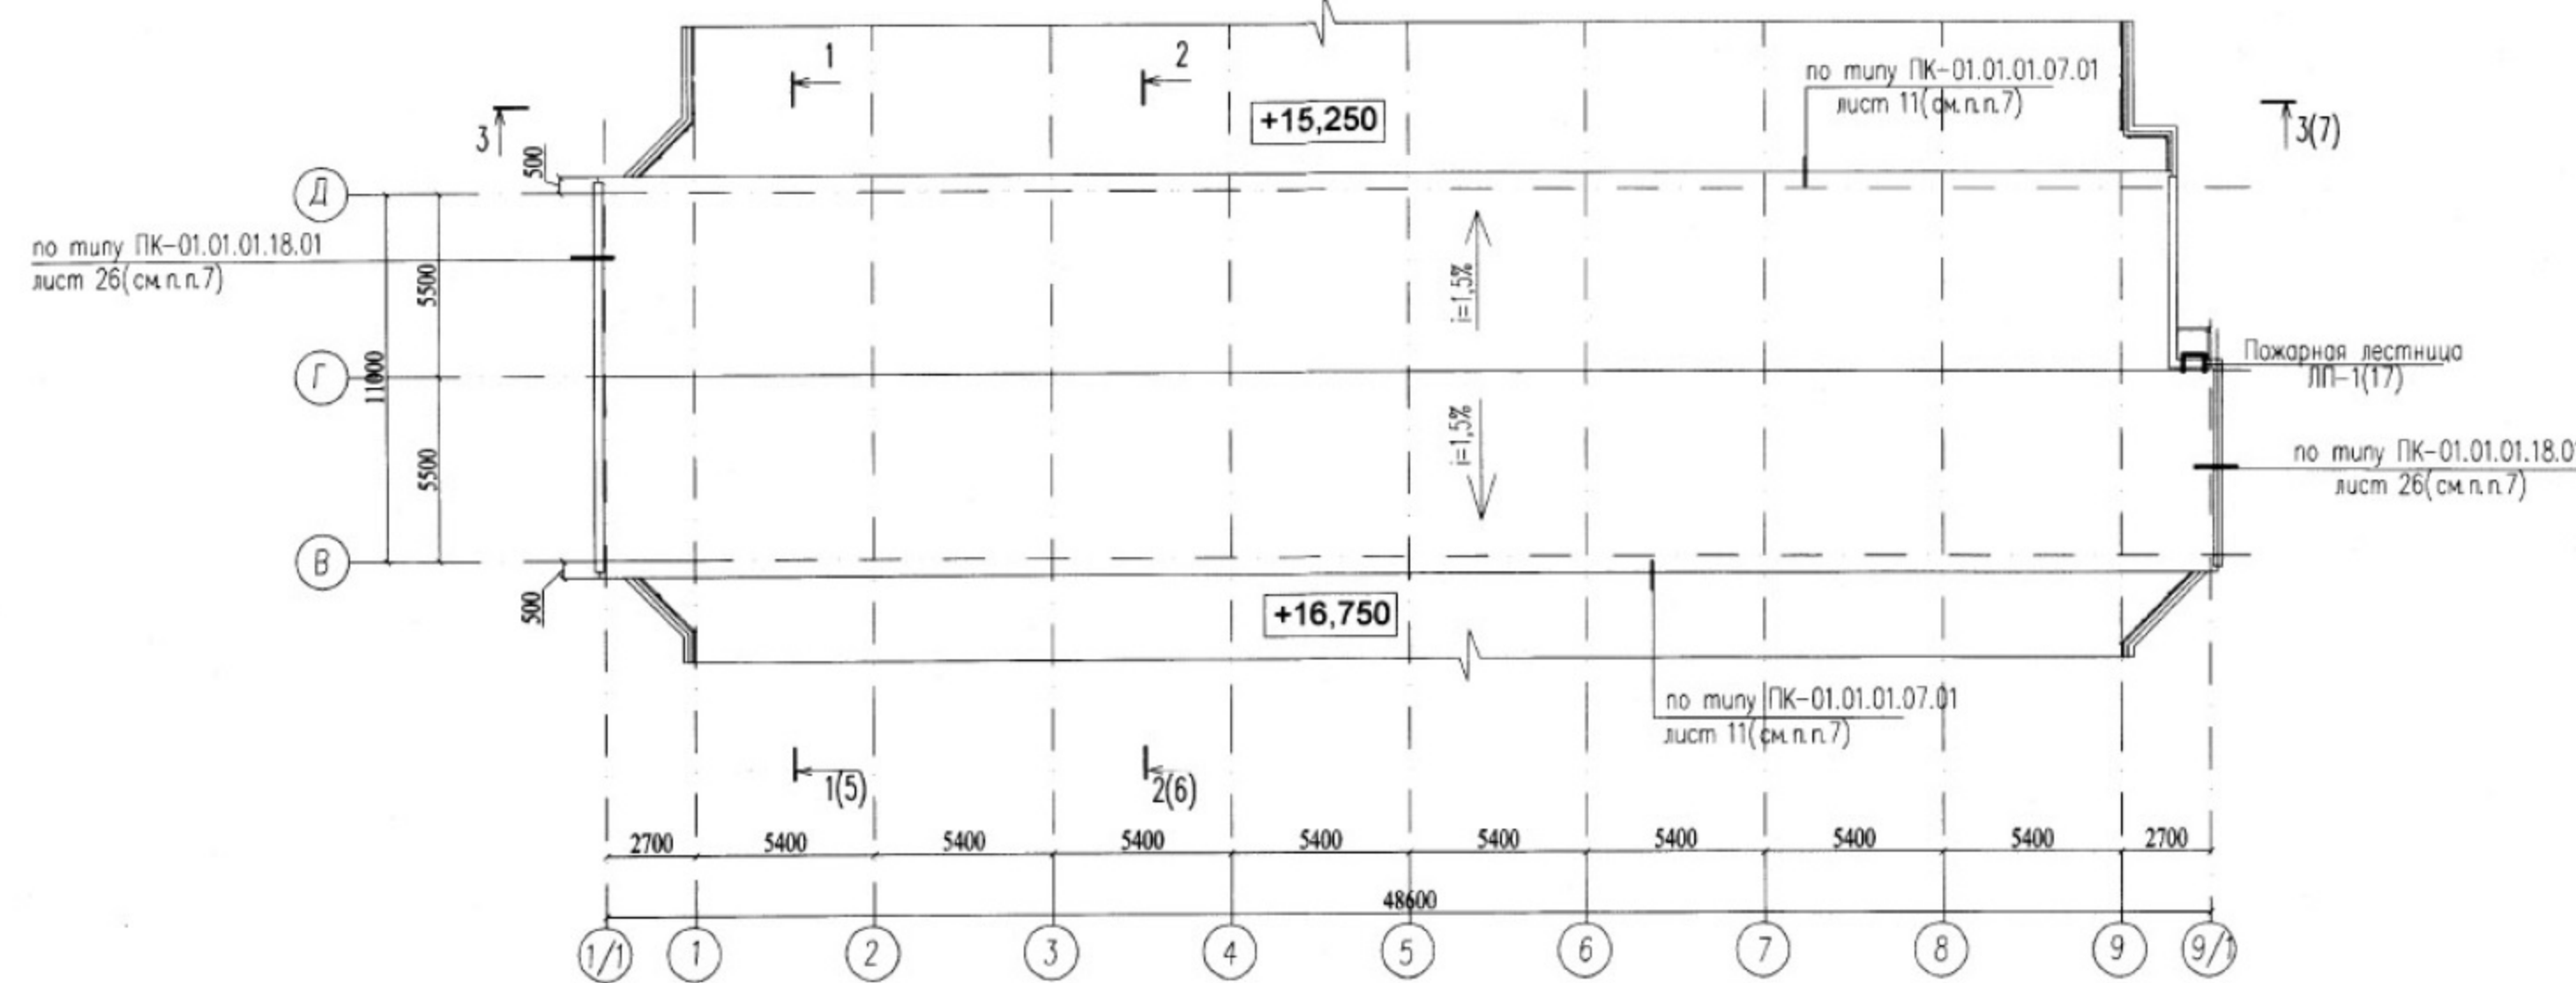 1
2
по типу ПК-01.01.01.07.01
лист 11(см.п.п.7)
+15,250
3
3(7)
500
Д
по типу ПК-01.01.01.18.01
лист 26(см.п.п.7)
5500
i=1,5%
11000
Г
Пожарная лестница
ЛП-1(17)
5500
i=1,5%
по типу ПК-01.01.01.18.0
лист 26(см.п.п.7)
В
500
+16,750
по типу ПК-01.01.01.07.01
лист 11(см.п.п.7)
1(5)
2(6)
2700 5400 5400 5400 5400 5400 5400 5400 5400 2700
48600
1/1 1 2 3 4 5 6 7 8 9 9/1